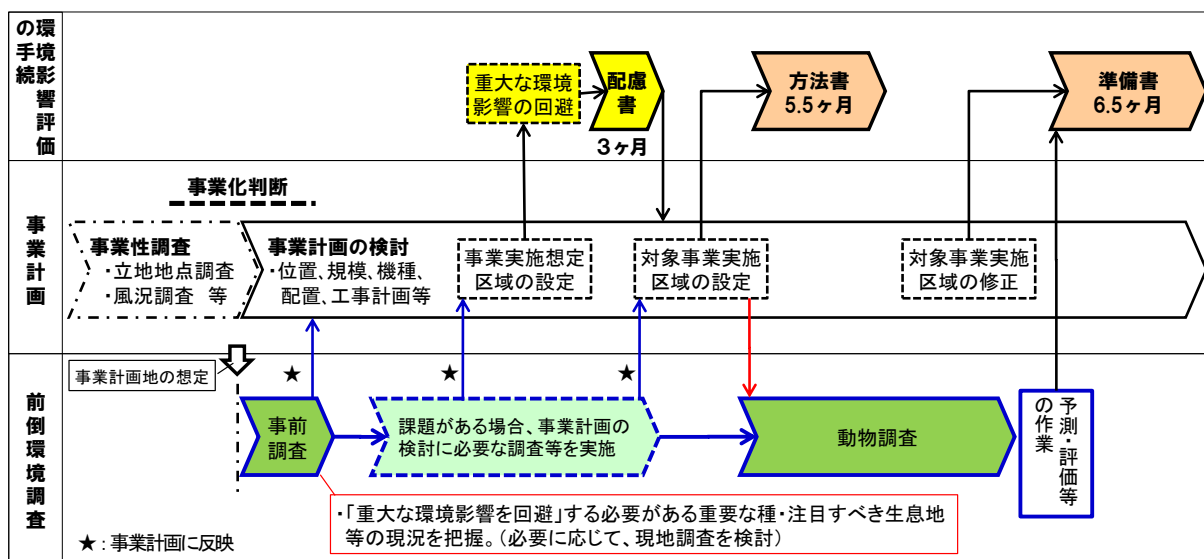 環境影響評価
の手続
重大な環境
影響の回避
配慮
書
3ヶ月
方法書
5.5ヶ月
準備書
6.5ヶ月
事業計画
事業化判断
事業性調査
・立地地点調査
・風況調査 等
事業計画の検討
・位置、規模、機種、
配置、工事計画等
事業実施想定
区域の設定
対象事業実施
区域の設定
対象事業実施
区域の修正
前倒環境調査
事業計画地の想定
★
★
★
事前
調査
課題がある場合、事業計画の
検討に必要な調査等を実施
動物調査
予測・評価等
の作業
・「重大な環境影響を回避」する必要がある重要な種・注目すべき生息地
等の現況を把握。(必要に応じて、現地調査を検討)
★:事業計画に反映